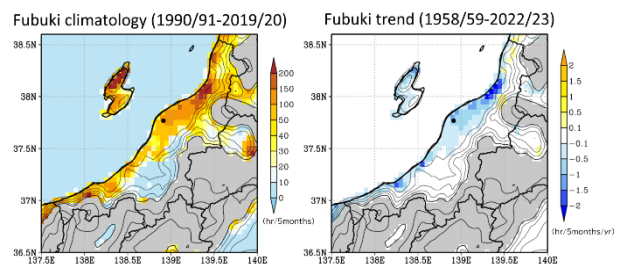 Fubuki climatology (1990/91-2019/20)
38.5N
38N
37.5N
37N
36.5N
137.5E 138E 138.5E 139E 139.5E 140E
200
150
100
50
40
30
20
10
0
(hr/5months)
Fubuki trend (1958/59-2022/23)
38.5N
38N
37.5N
37N
36.5N
137.5E 138E 138.5E 139E 139.5E 140E
2
1.5
1
0.5
0.1
-0.1
-0.5
-1
-1.5
-2
(hr/5months/yr)